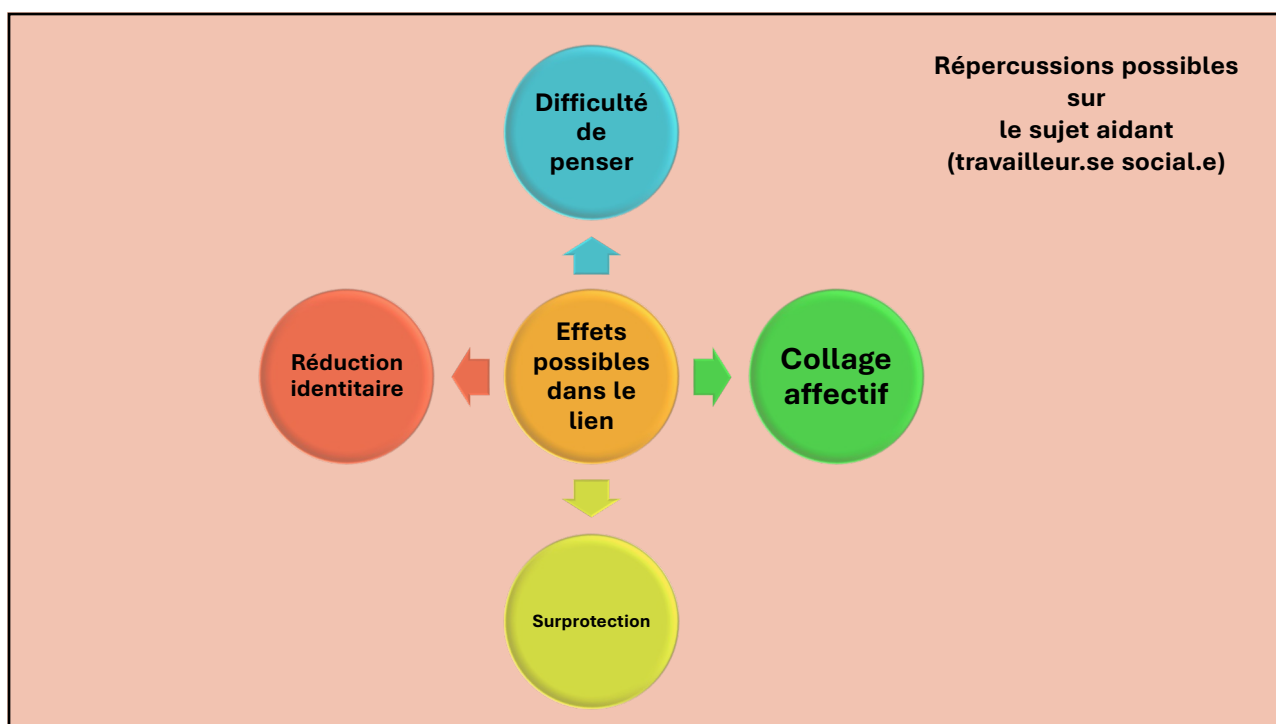 Répercussions possibles
sur
le sujet aidant
(travailleur.se social.e)
Difficulté
de
penser
Réduction
identitaire
Effets
possibles
dans le
lien
Collage
affectif
Surprotection